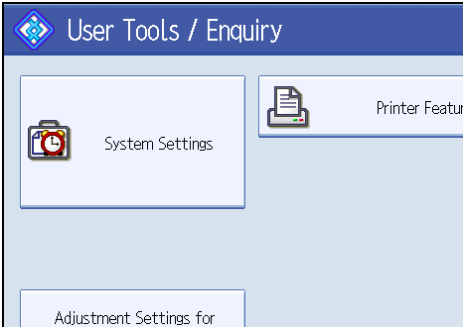 User Tools / Enquiry
System Settings
Printer Featur
Adjustment Settings for